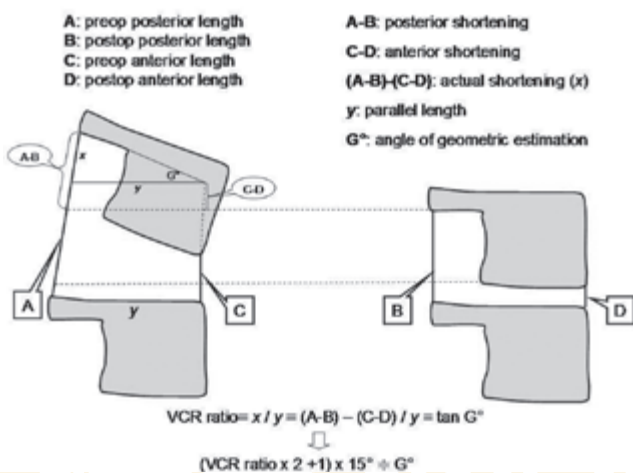 A: preop posterior length
B: postop posterior length
C: preop anterior length
D: postop anterior length
A-B: posterior shortening
C-D: anterior shortening
(A-B)-(C-D): actual shortening (x)
y: parallel length
G°: angle of geometric estimation
A-B
x
G°
y
C-D
A
y
C
B
D
VCR ratio= x / y = (A-B) – (C-D) / y = tan G°
(VCR ratio x 2 +1) x 15° ÷ G°